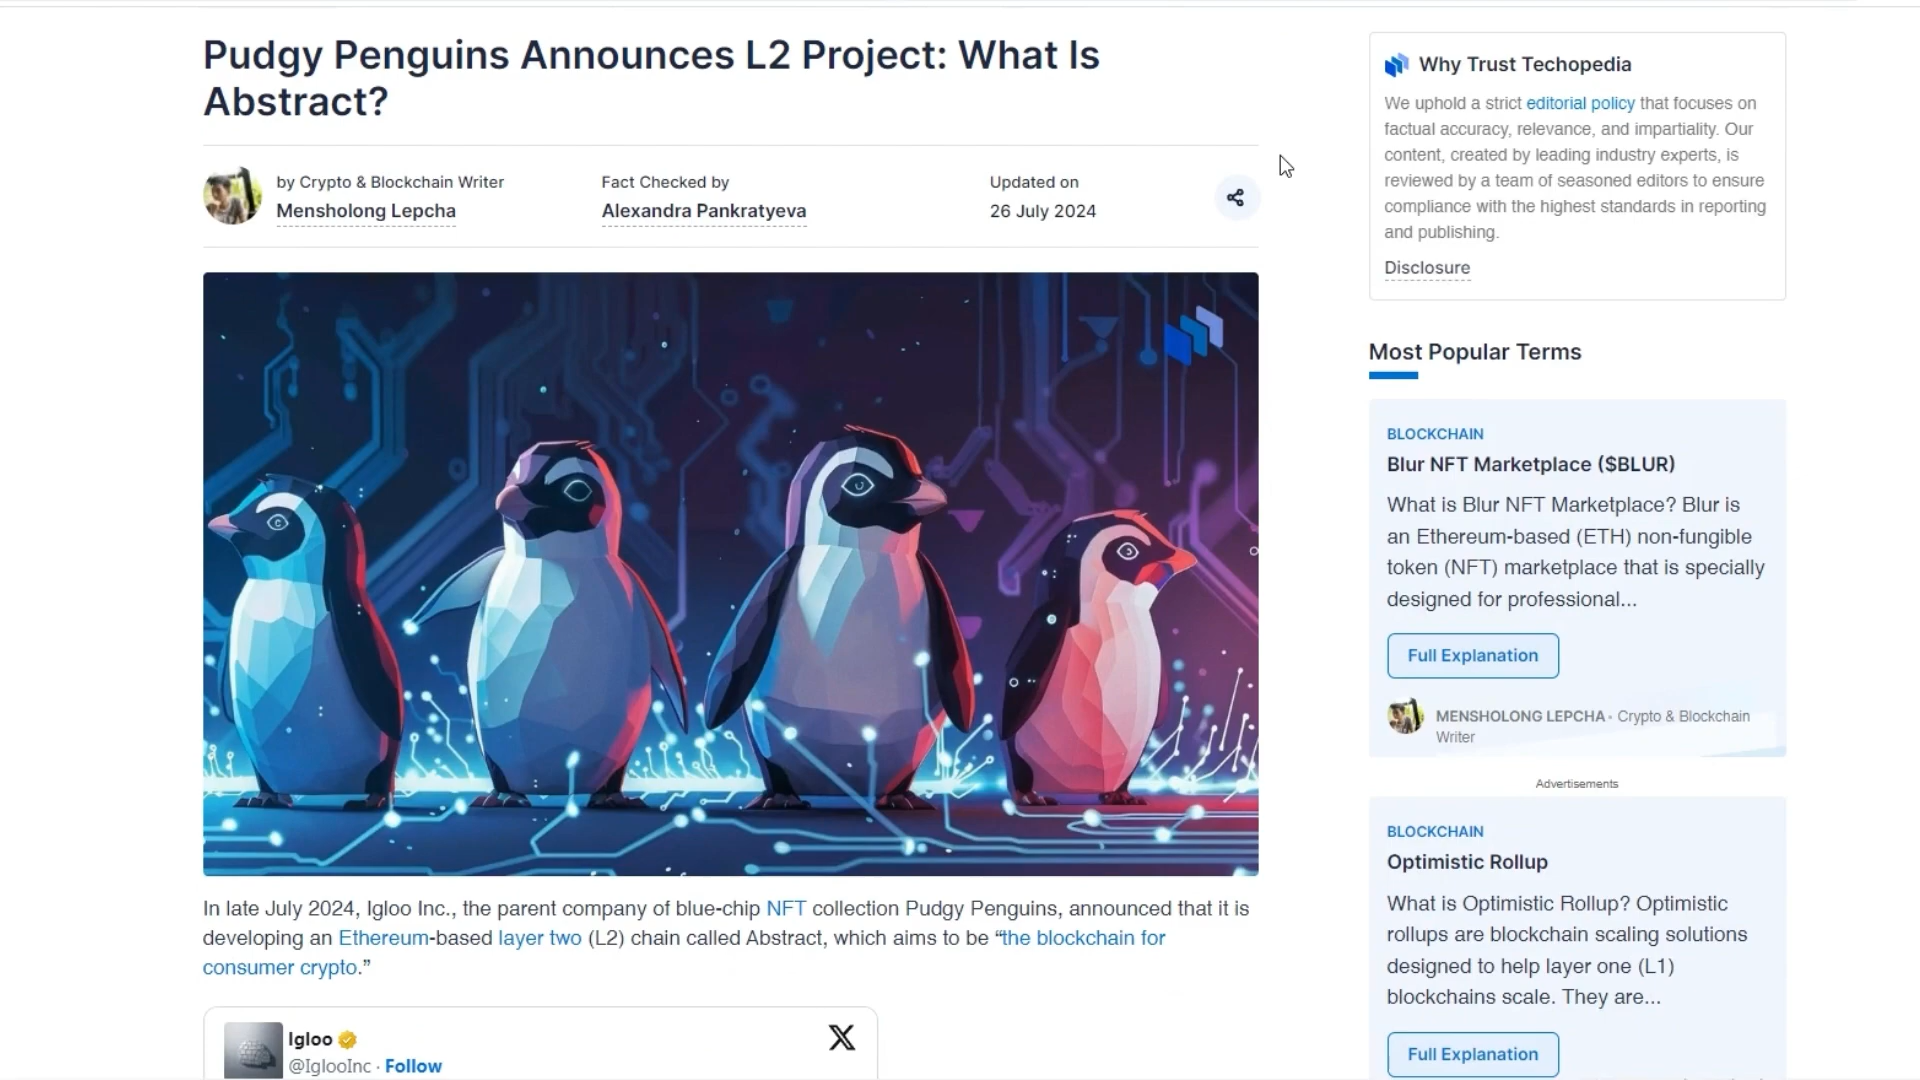 Pudgy Penguins Announces L2 Project: What Is
Abstract?
by Crypto & Blockchain Writer
Mensholong Lepcha
Fact Checked by
Alexandra Pankratyeva
Updated on
26 July 2024
In late July 2024, Igloo Inc., the parent company of blue-chip NFT collection Pudgy Penguins, announced that it is
developing an Ethereum-based layer two (L2) chain called Abstract, which aims to be “the blockchain for
consumer crypto.”
Igloo
@IglooInc · Follow
Why Trust Techopedia
We uphold a strict editorial policy that focuses on
factual accuracy, relevance, and impartiality. Our
content, created by leading industry experts, is
reviewed by a team of seasoned editors to ensure
compliance with the highest standards in reporting
and publishing.
Disclosure
Most Popular Terms
BLOCKCHAIN
Blur NFT Marketplace ($BLUR)
What is Blur NFT Marketplace? Blur is
an Ethereum-based (ETH) non-fungible
token (NFT) marketplace that is specially
designed for professional...
Full Explanation
MENSHOLONG LEPCHA • Crypto & Blockchain
Writer
Advertisements
BLOCKCHAIN
Optimistic Rollup
What is Optimistic Rollup? Optimistic
rollups are blockchain scaling solutions
designed to help layer one (L1)
blockchains scale. They are...
Full Explanation